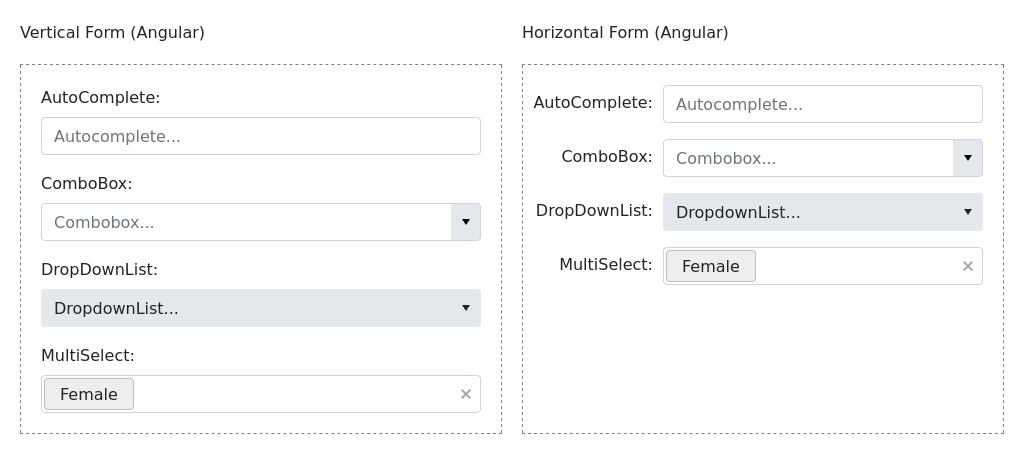 Vertical Form (Angular)
AutoComplete:
Autocomplete...
ComboBox:
Combobox...
DropDownList:
DropdownList...
MultiSelect:
Female
Horizontal Form (Angular)
AutoComplete: Autocomplete...
ComboBox: Combobox...
DropDownList: DropdownList...
MultiSelect: Female